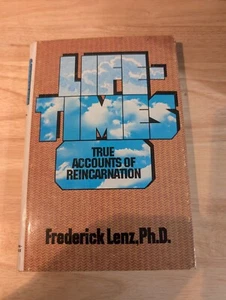 LIFE-
TIMES
TRUE
ACCOUNTS OF
REINCARNATION
Frederick Lenz, Ph.D.